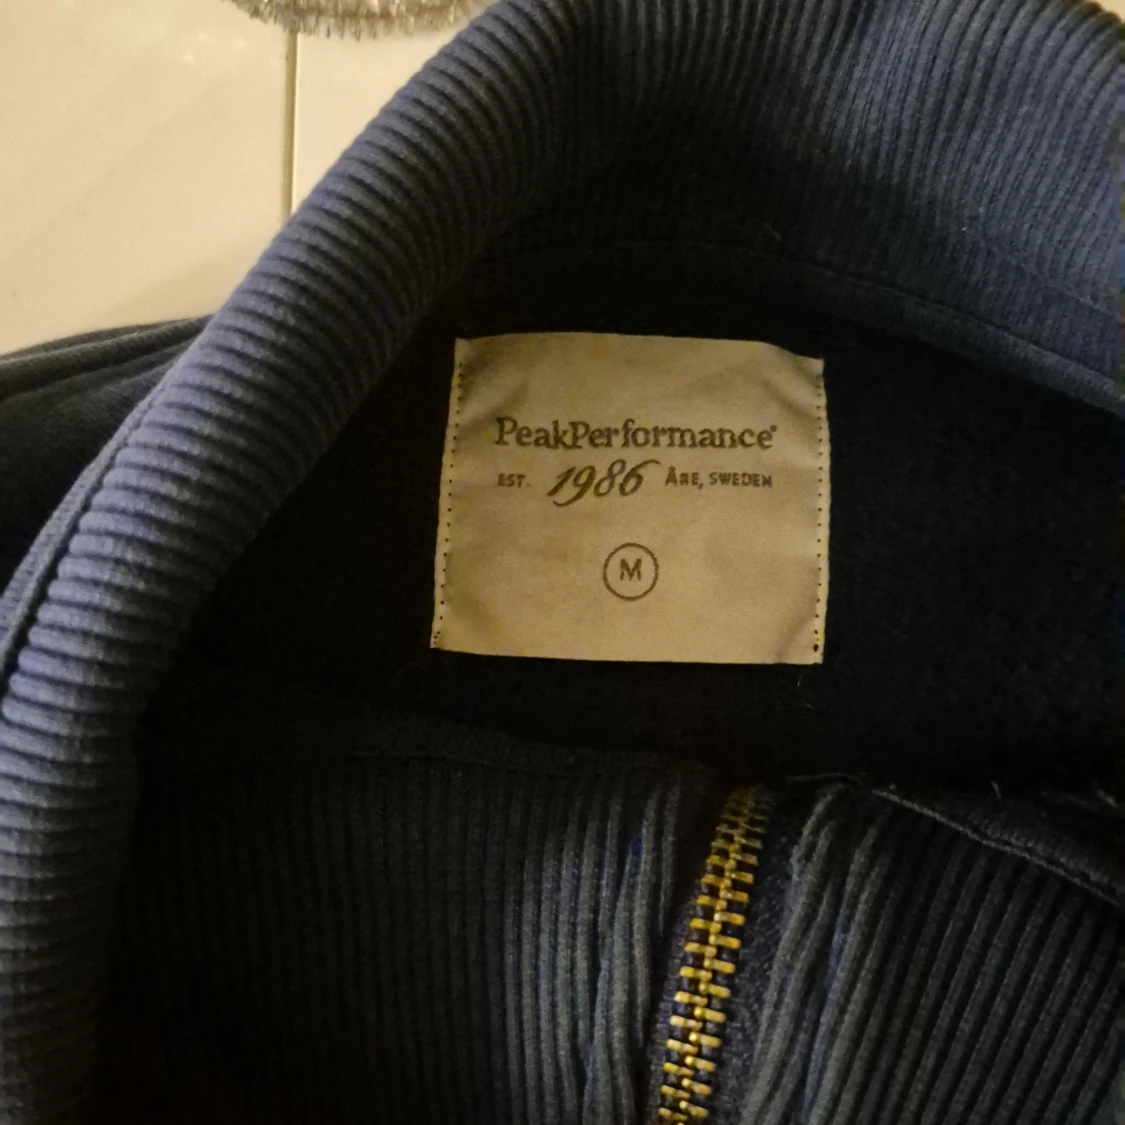 PeakPerformance®
EST. 1986 ÅRE, SWEDEN
M